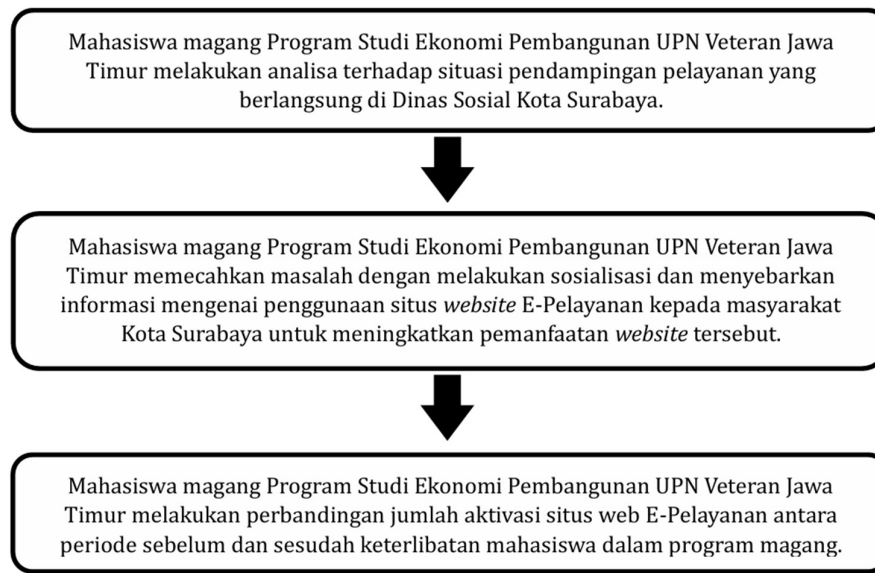 Mahasiswa magang Program Studi Ekonomi Pembangunan UPN Veteran Jawa
Timur melakukan analisa terhadap situasi pendampingan pelayanan yang
berlangsung di Dinas Sosial Kota Surabaya.
Mahasiswa magang Program Studi Ekonomi Pembangunan UPN Veteran Jawa
Timur memecahkan masalah dengan melakukan sosialisasi dan menyebarkan
informasi mengenai penggunaan situs website E-Pelayanan kepada masyarakat
Kota Surabaya untuk meningkatkan pemanfaatan website tersebut.
Mahasiswa magang Program Studi Ekonomi Pembangunan UPN Veteran Jawa
Timur melakukan perbandingan jumlah aktivasi situs web E-Pelayanan antara
periode sebelum dan sesudah keterlibatan mahasiswa dalam program magang.